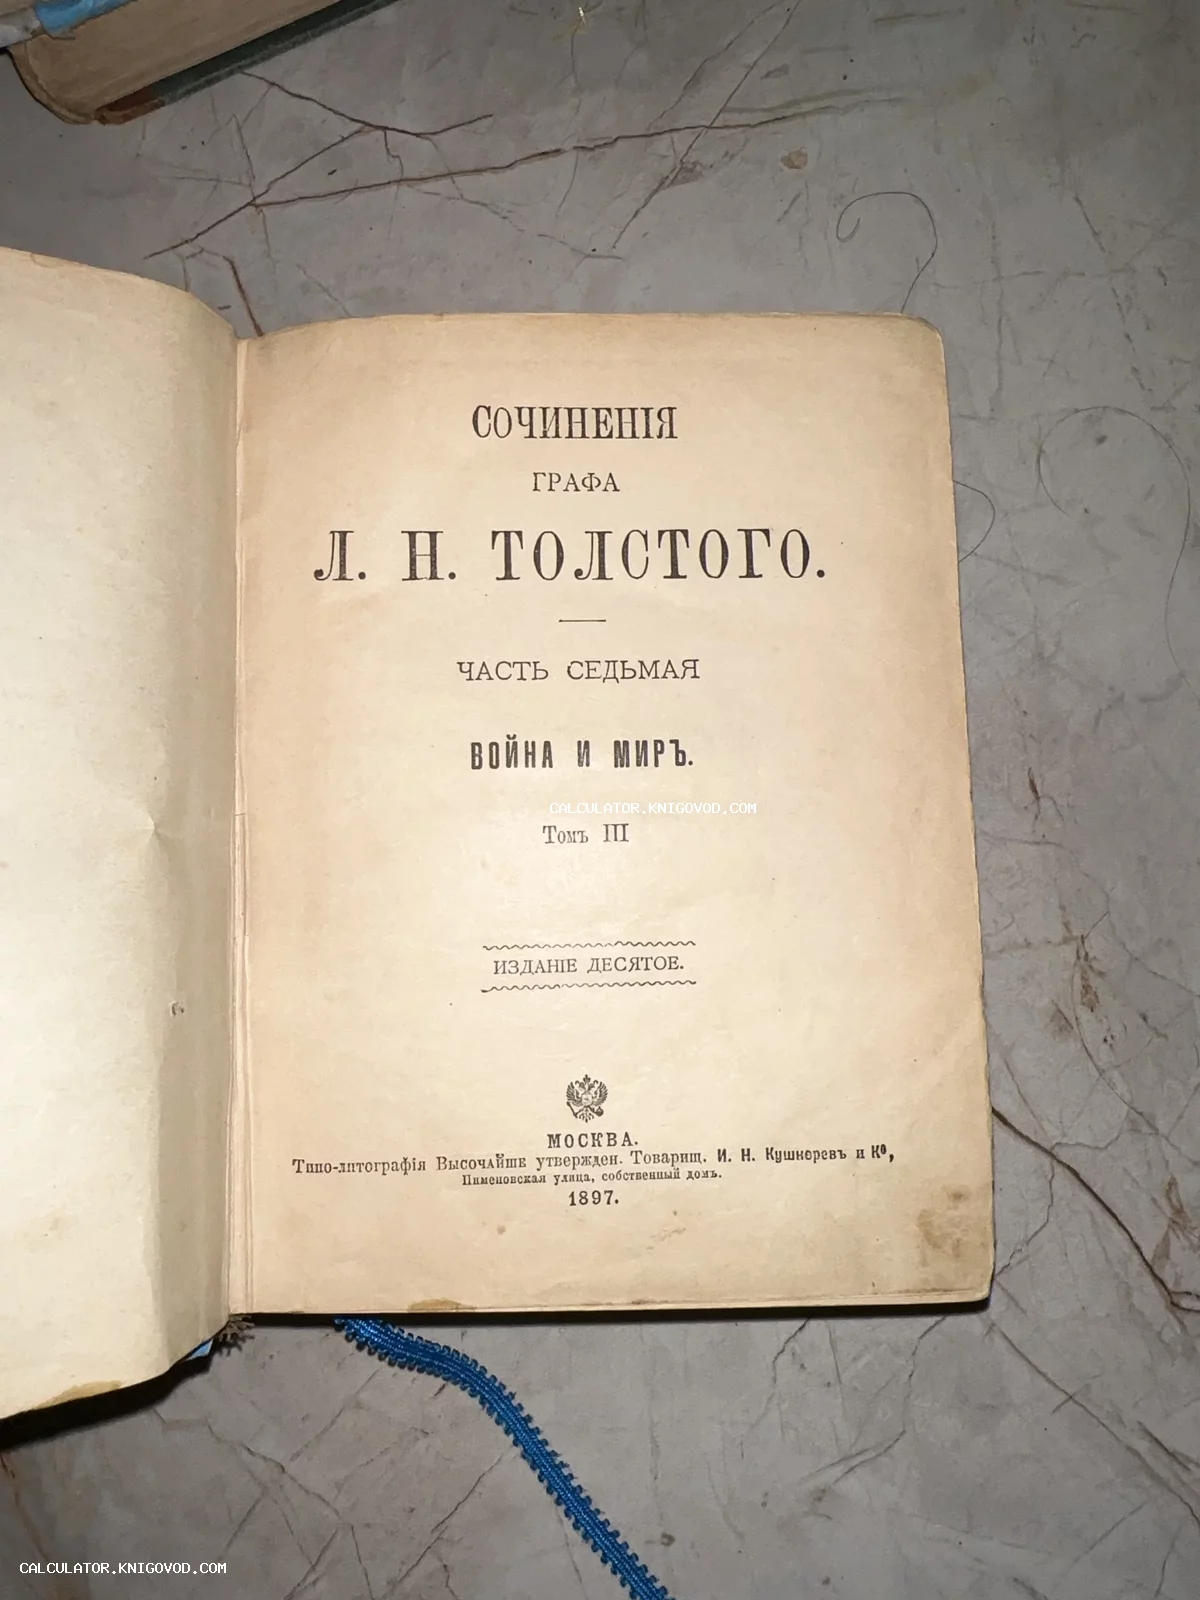 СОЧИНЕНІЯ
ГРАФА
Л. Н. ТОЛСТОГО.
ЧАСТЬ СЕДЬМАЯ
ВОЙНА И МИРЪ.
CALCULATOR.KNIGOVOD.COM
Томъ III
ИЗДАНІЕ ДЕСЯТОЕ.
МОСКВА.
Типо-литографія Высочайше утвержден. Товарищ. И. Н. Кушнеревъ и Ко,
Пименовская улица, собственный домъ.
1897.
CALCULATOR.KNIGOVOD.COM